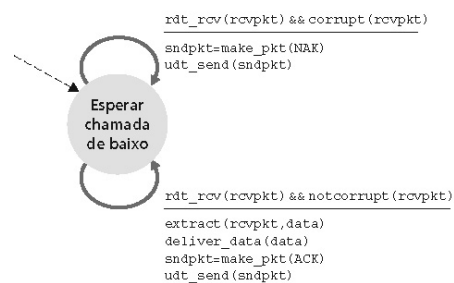 rdt_rcv(rcvpkt) && corrupt(rcvpkt)
sndpkt=make_pkt(NAK)
udt_send(sndpkt)
Esperar
chamada
de baixo
rdt_rcv(rcvpkt) && notcorrupt(rcvpkt)
extract(rcvpkt,data)
deliver_data(data)
sndpkt=make_pkt(ACK)
udt_send(sndpkt)